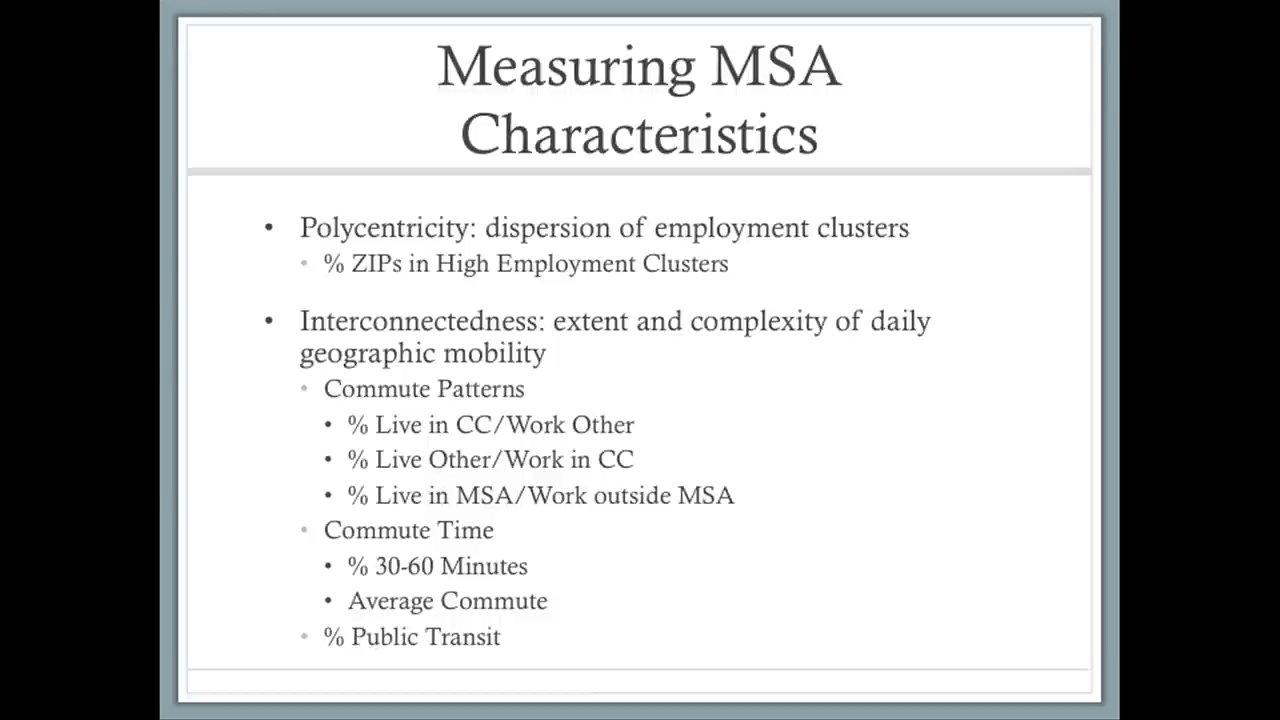 Measuring MSA
Characteristics
• Polycentricity: dispersion of employment clusters
• % ZIPs in High Employment Clusters
• Interconnectedness: extent and complexity of daily
geographic mobility
• Commute Patterns
• % Live in CC/Work Other
• % Live Other/Work in CC
• % Live in MSA/Work outside MSA
• Commute Time
• % 30-60 Minutes
• Average Commute
• % Public Transit